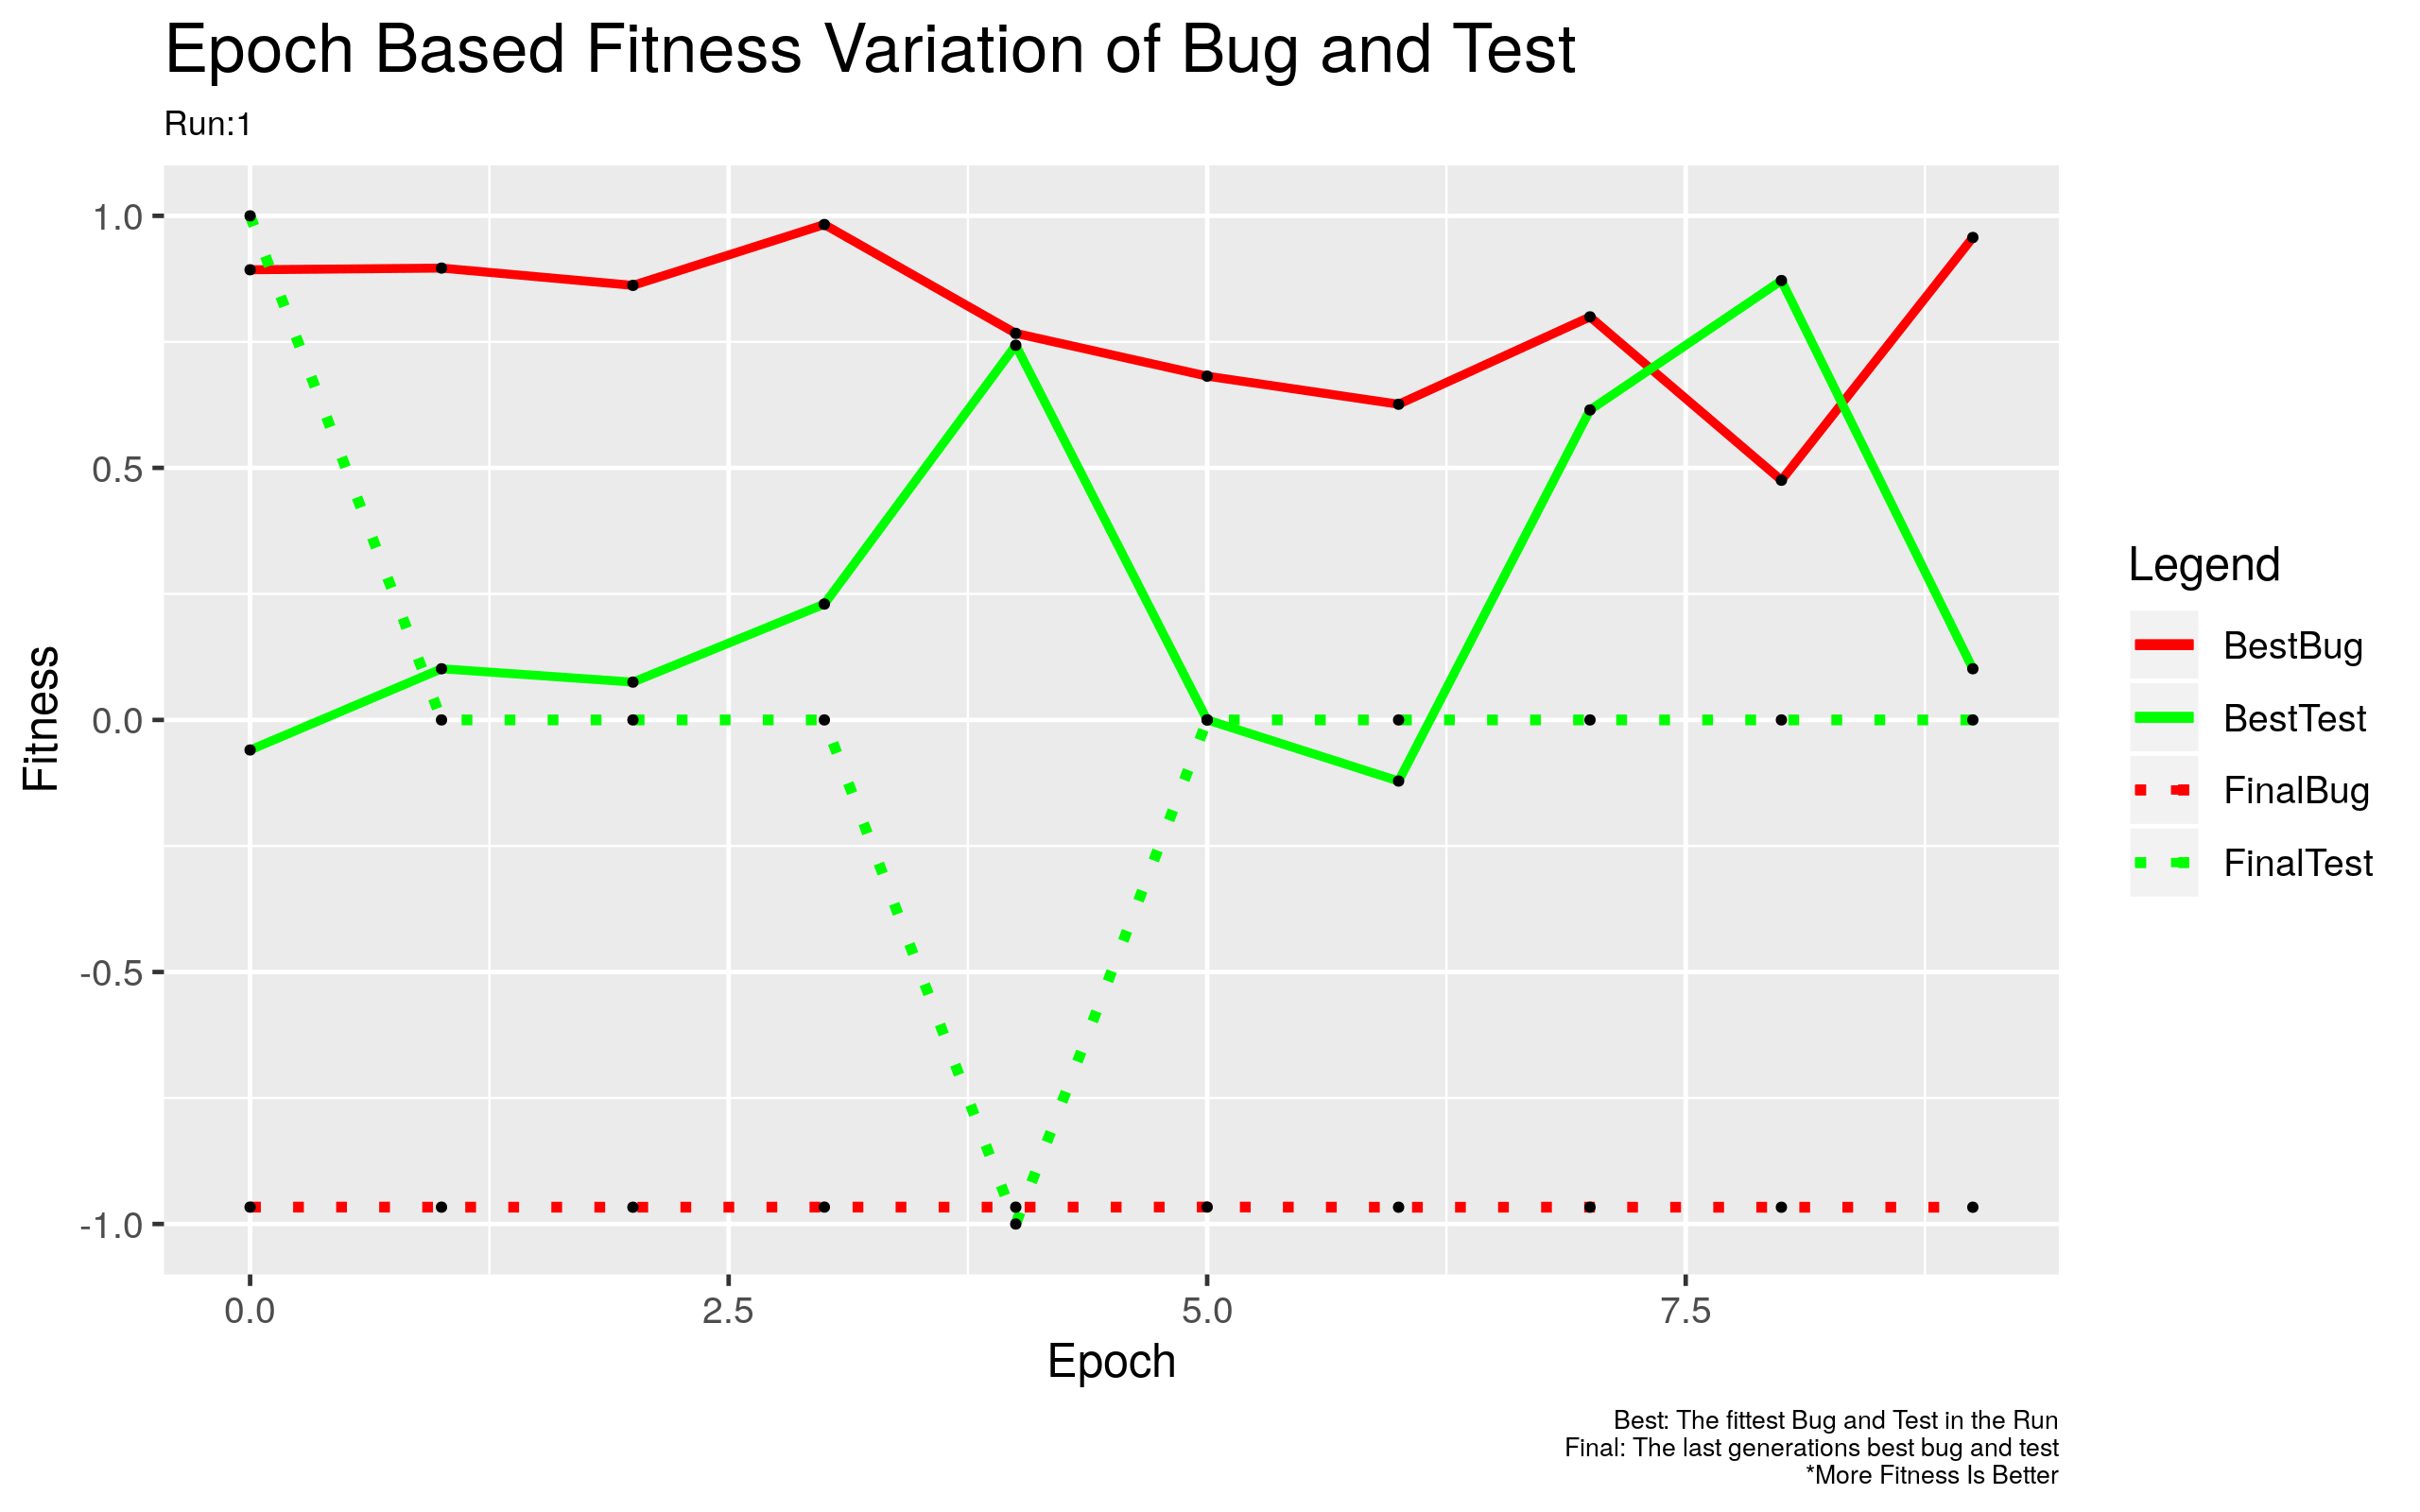 Epoch Based Fitness Variation of Bug and Test
Run:1
1.0
0.5
0.0
-0.5
-1.0
Fitness
0.0 2.5 5.0 7.5
Epoch
Legend
BestBug
BestTest
FinalBug
FinalTest
Best: The fittest Bug and Test in the Run
Final: The last generations best bug and test
*More Fitness Is Better